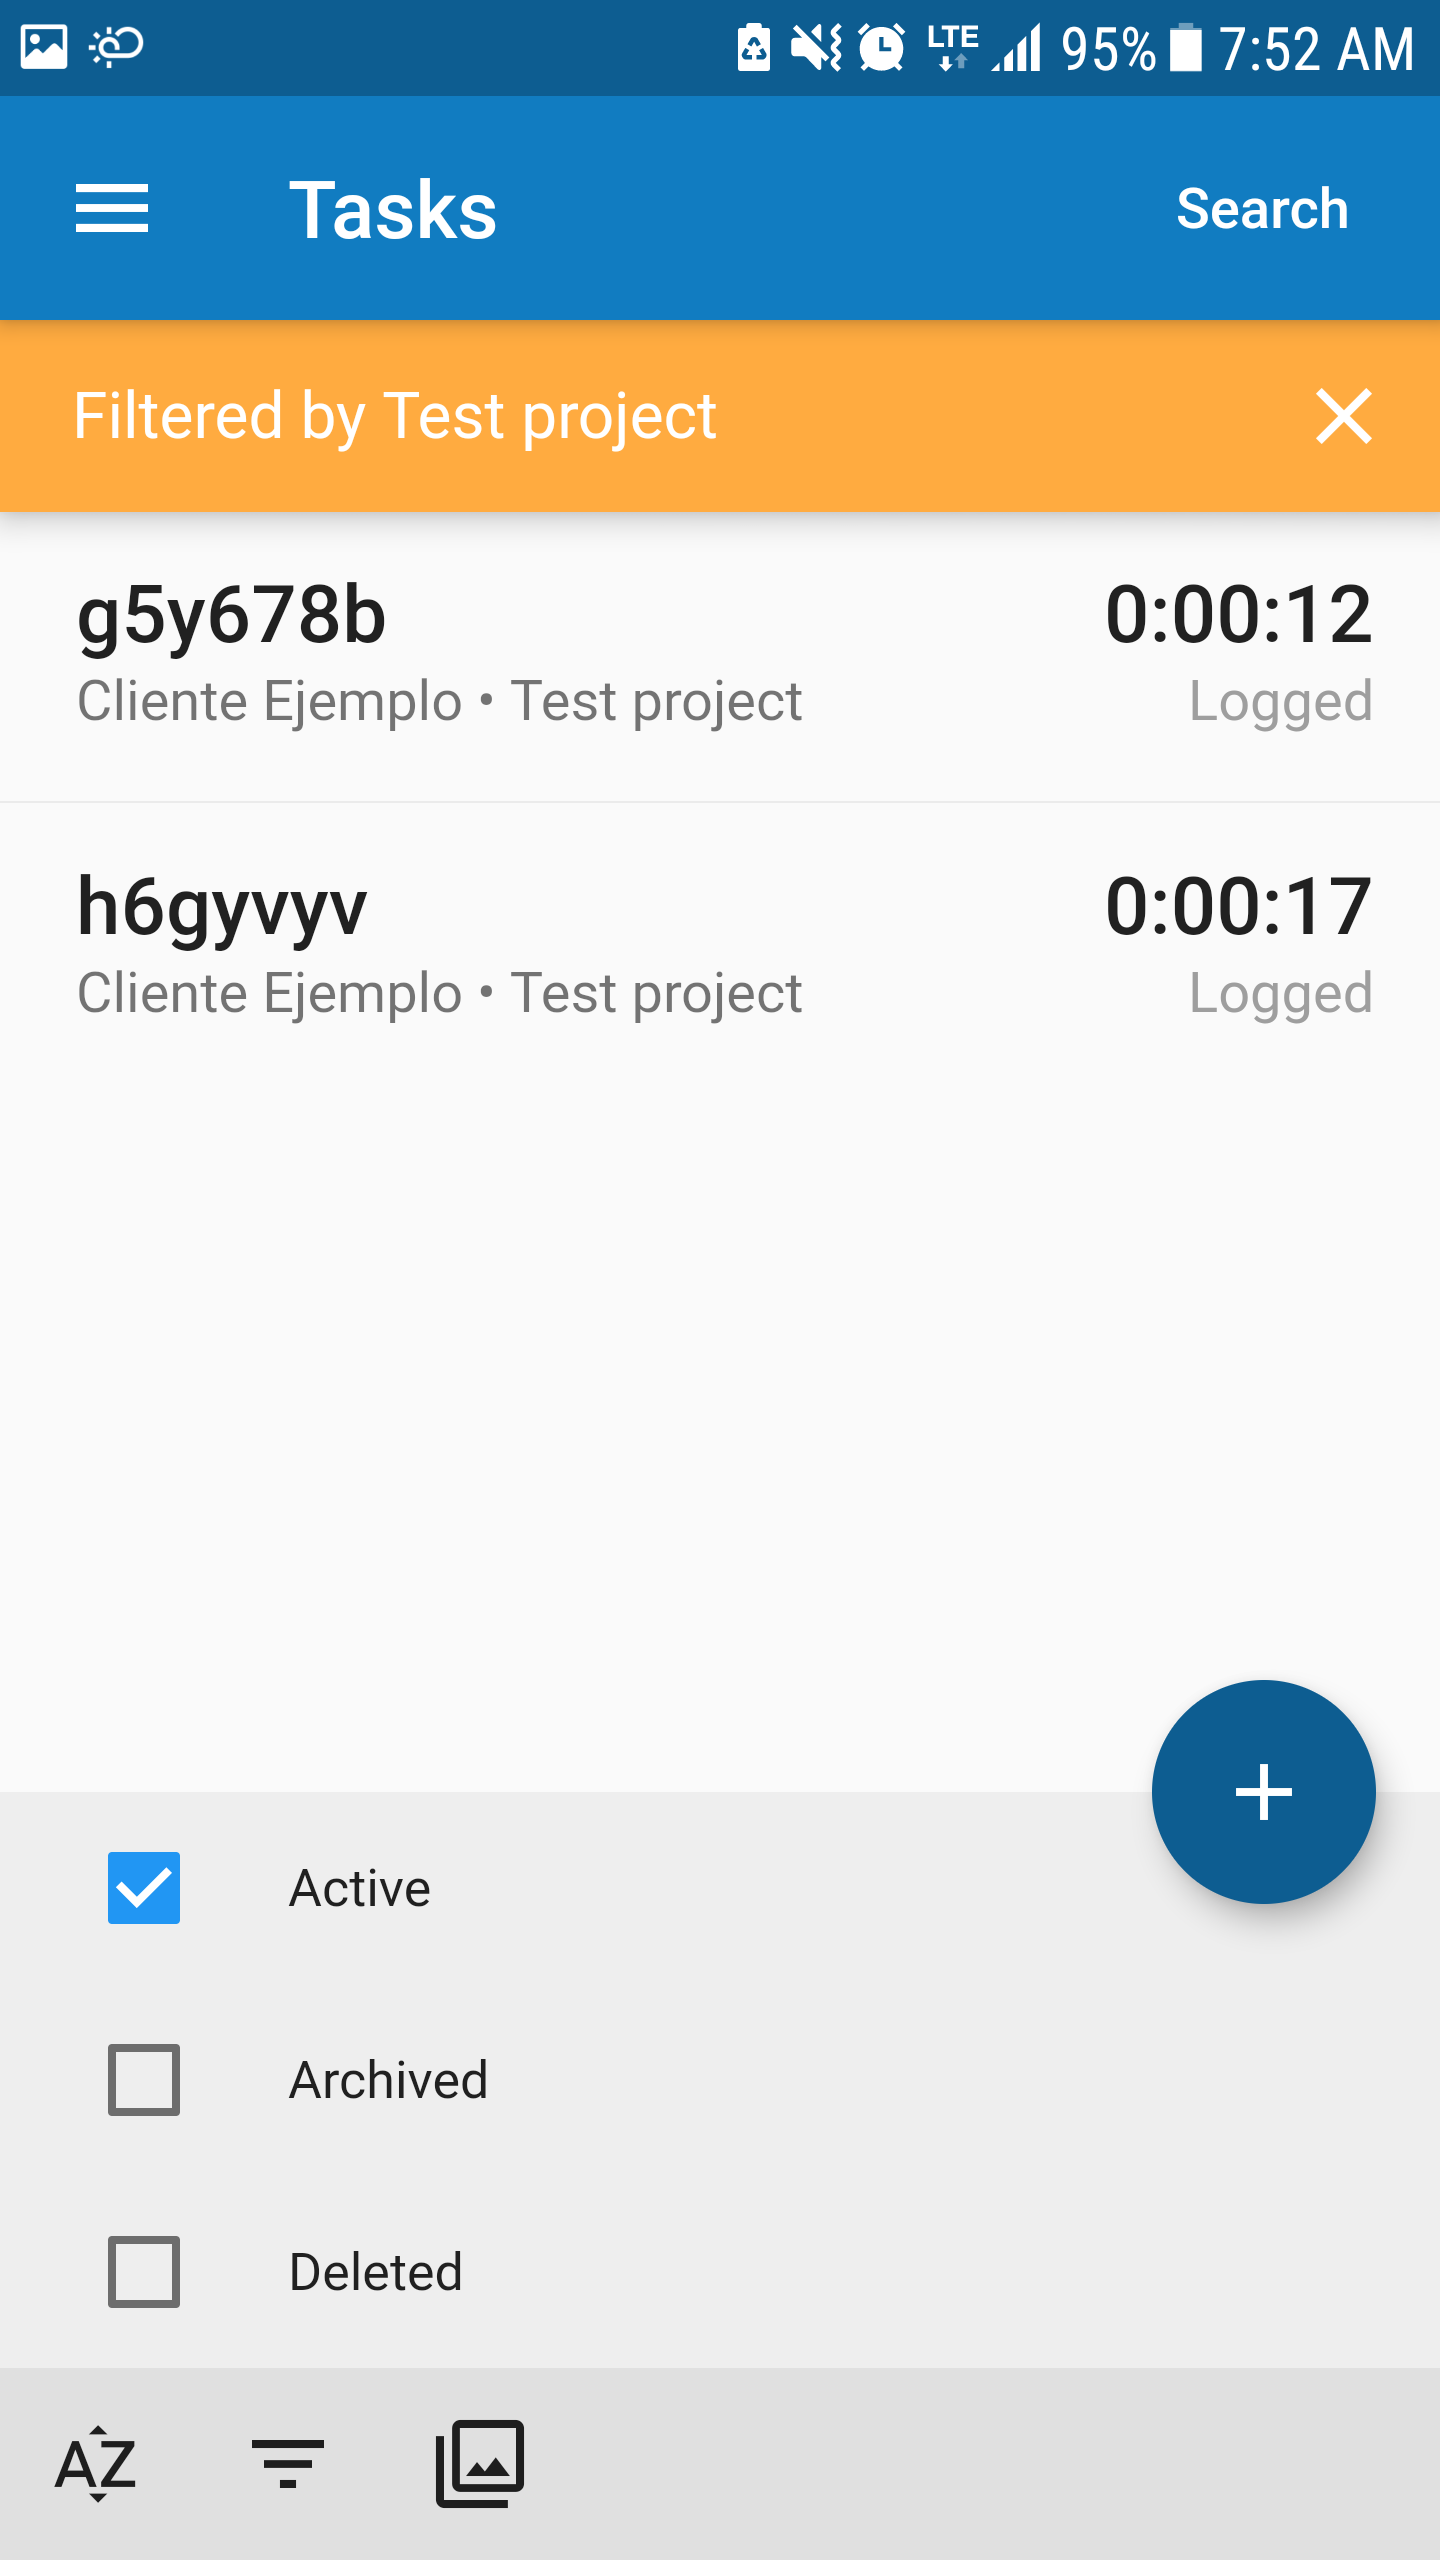 LTE 95% 7:52 AM
Tasks Search
Filtered by Test project
g5y678b 0:00:12
Cliente Ejemplo • Test project Logged
h6gyvyv 0:00:17
Cliente Ejemplo • Test project Logged
Active
Archived
Deleted
AZ